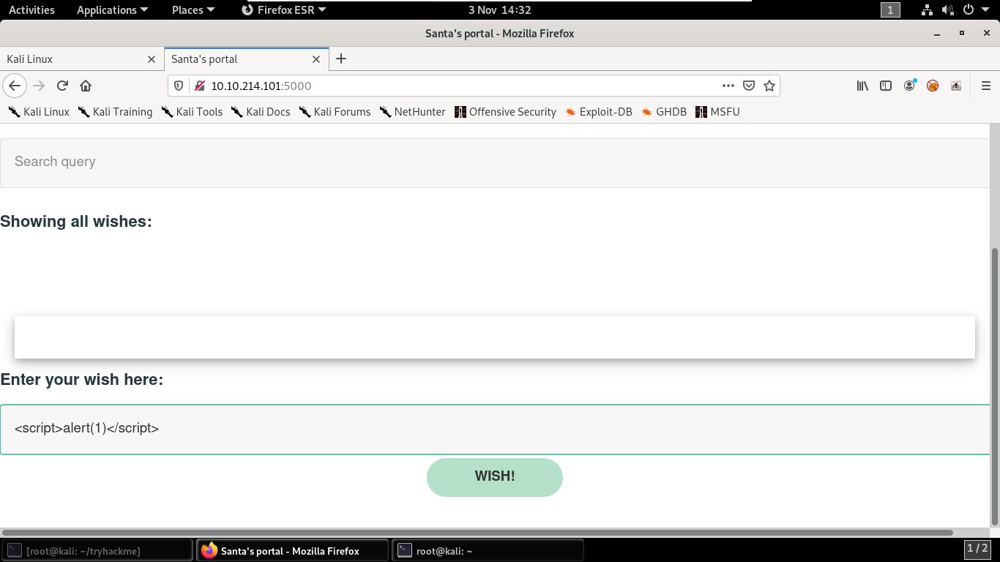 Activities Applications Places Firefox ESR 3 Nov 14:32 1
Santa's portal - Mozilla Firefox
Kali Linux Santa's portal
10.10.214.101:5000
Kali Linux Kali Training Kali Tools Kali Docs Kali Forums NetHunter Offensive Security Exploit-DB GHDB MSFU
Search query
Showing all wishes:
Enter your wish here:
<script>alert(1)</script>
WISH!
[root@kali: ~/tryhackme] Santa's portal - Mozilla Firefox root@kali: ~ 1 / 2